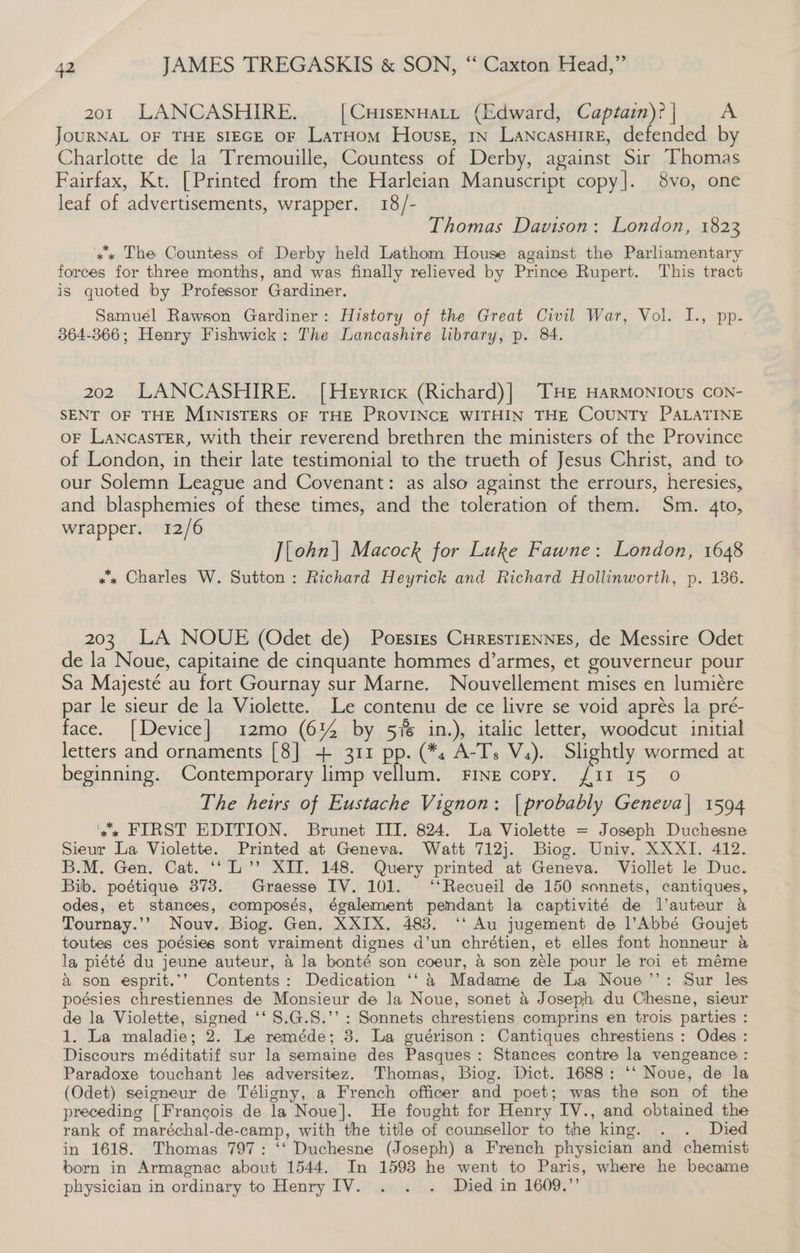 42 JAMES TREGASKIS & SON, “ Caxton Head,”
201 LANCASHIRE. [CHISENHALL (Edward, Captain)?] A
JOURNAL OF THE SIEGE OF LATHOM HOUSE, IN LANCASHIRE, defended by
Charlotte de la Tremouille, Countess of Derby, against Sir Thomas
Fairfax, Kt. [Printed from the Harleian Manuscript copy]. 8vo, one
leaf of advertisements, wrapper. 18/-
Thomas Davison: London, 1823
*** The Countess of Derby held Lathom House against the Parliamentary
forces for three months, and was finally relieved by Prince Rupert. This tract
is quoted by Professor Gardiner.
Samuel Rawson Gardiner: History of the Great Civil War, Vol. I., pp.
364-366; Henry Fishwick: The Lancashire library, p. 84.
202 LANCASHIRE. [HEYRICK (Richard)] THE HARMONIOUS CON-
SENT OF THE MINISTERS OF THE PROVINCE WITHIN THE COUNTY PALATINE
OF LANCASTER, with their reverend brethren the ministers of the Province
of London, in their late testimonial to the trueth of Jesus Christ, and to
our Solemn League and Covenant: as also against the errours, heresies,
and blasphemies of these times, and the toleration of them. Sm. 4to,
wrapper. 12/6
J[ohn] Macock for Luke Fawne: London, 1648
*** Charles W. Sutton: Richard Heyrick and Richard Hollinworth, p. 136.
203 LA NOUE (Odet de) POESIES CHRESTIENNES, de Messire Odet
de la Noue, capitaine de cinquante hommes d’armes, et gouverneur pour
Sa Majesté au fort Gournay sur Marne. Nouvellement mises en lumière
par le sieur de la Violette. Le contenu de ce livre se void après la pré-
face. [Device] 12mo (6¼ by 5⅞ in.), italic letter, woodcut initial
letters and ornaments [8] + 311 pp. (*4 A-T8 V4). Slightly wormed at
beginning. Contemporary limp vellum. FINE COPY. £11 15 0
The heirs of Eustache Vignon: [probably Geneva] 1594
*** FIRST EDITION. Brunet III. 824. La Violette = Joseph Duchesne
Sieur La Violette. Printed at Geneva. Watt 712j. Biog. Univ. XXXI. 412.
B.M. Gen. Cat. “ L ” XII. 148. Query printed at Geneva. Viollet le Duc.
Bib. poétique 373. Graesse IV. 101. “Recueil de 150 sonnets, cantiques,
odes, et stances, composés, également pendant la captivité de l’auteur à
Tournay.” Nouv. Biog. Gen. XXIX. 483. “ Au jugement de l’Abbé Goujet
toutes ces poésies sont vraiment dignes d’un chrétien, et elles font honneur à
la piété du jeune auteur, à la bonté son coeur, à son zèle pour le roi et même
à son esprit.” Contents: Dedication “ à Madame de La Noue ”: Sur les
poésies chrestiennes de Monsieur de la Noue, sonet à Joseph du Chesne, sieur
de la Violette, signed “ S.G.S.”: Sonnets chrestiens comprins en trois parties:
1. La maladie; 2. Le reméde; 3. La guérison: Cantiques chrestiens: Odes:
Discours méditatif sur la semaine des Pasques: Stances contre la vengeance:
Paradoxe touchant les adversitez. Thomas, Biog. Dict. 1688: “ Noue, de la
(Odet) seigneur de Téligny, a French officer and poet; was the son of the
preceding [François de la Noue]. He fought for Henry IV., and obtained the
rank of maréchal-de-camp, with the title of counsellor to the king. . . Died
in 1618. Thomas 797: “ Duchesne (Joseph) a French physician and chemist
born in Armagnac about 1544. In 1593 he went to Paris, where he became
physician in ordinary to Henry IV. . . . Died in 1609.”